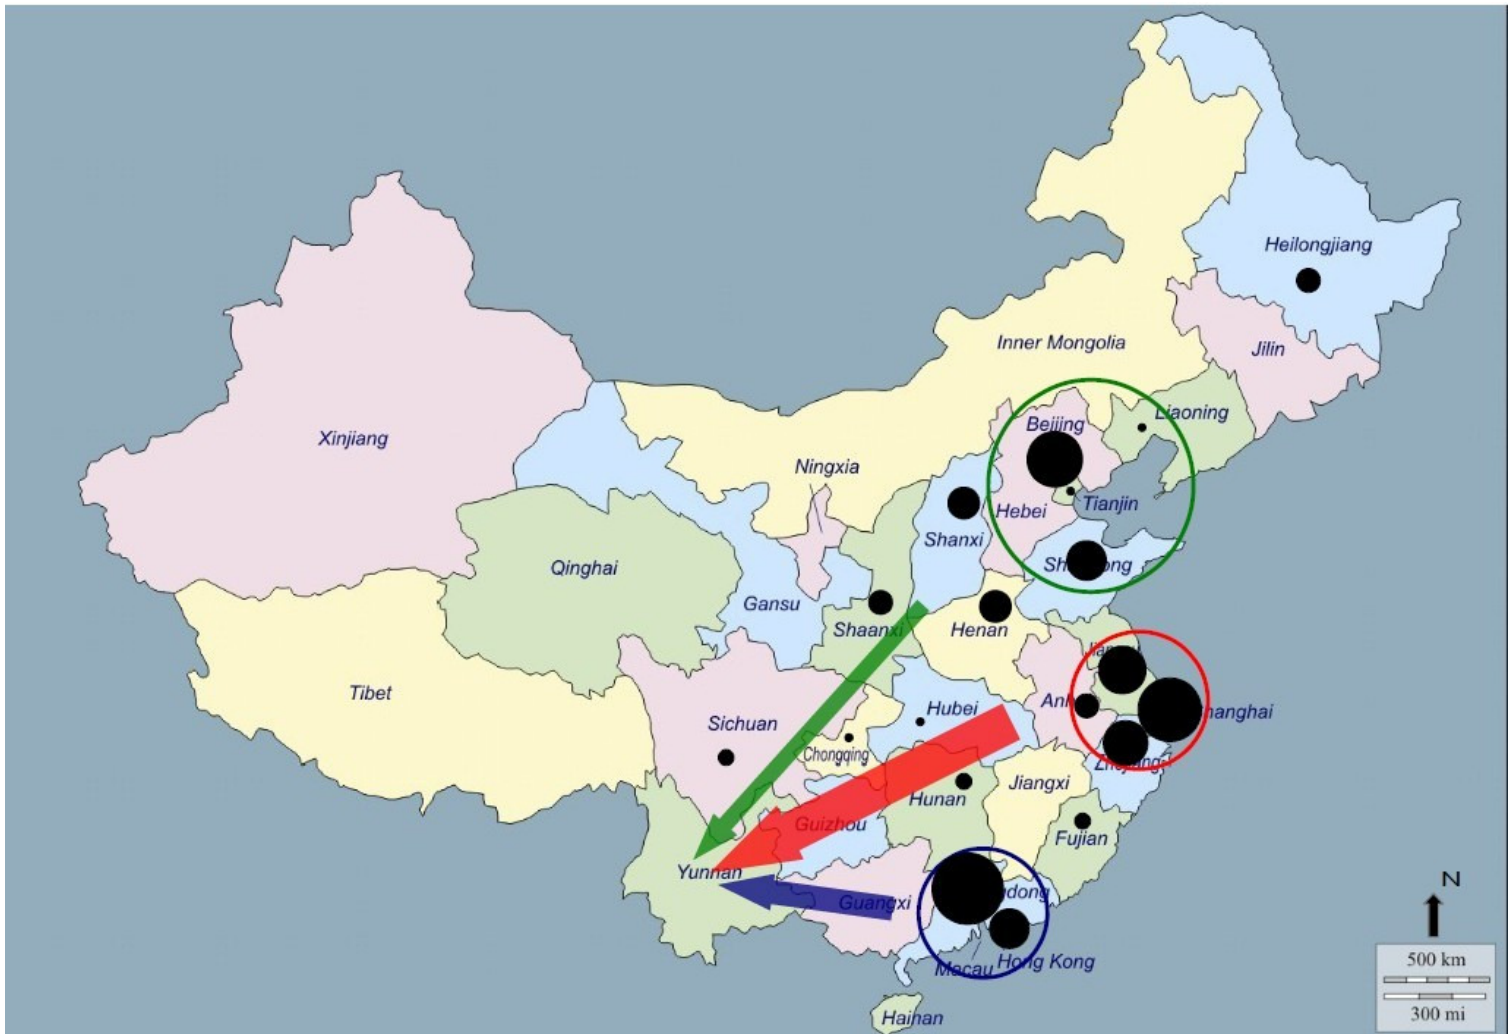 Heilongjiang
Inner Mongolia
Jilin
Liaoning
Beijing
Xinjiang
Ningxia
Tianjin
Hebei
Shanxi
Qinghai
Gansu
Shaanxi
Henan
Tibet
Sichuan
Hubei
Chongqing
Jiangxi
Hunan
Guizhou
Fujian
Yunnan
Guangxi
N
Macau
Hong Kong
500 km
300 mi
Hainan